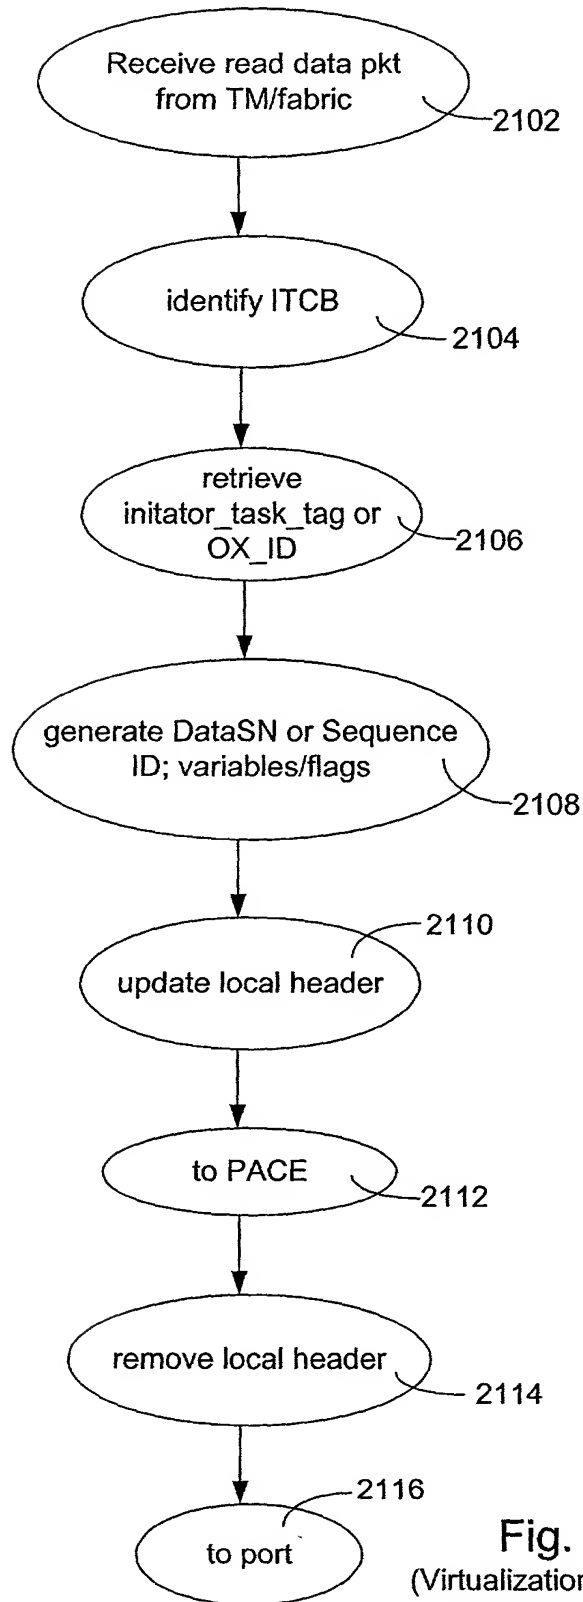 Receive read data pkt
from TM/fabric
2102
identify ITCB
2104
retrieve
initator_task_tag or
OX_ID
2106
generate DataSN or Sequence
ID; variables/flags
2108
2110
update local header
to PACE
2112
remove local header
2114
2116
to port
Fig.
(Virtualization